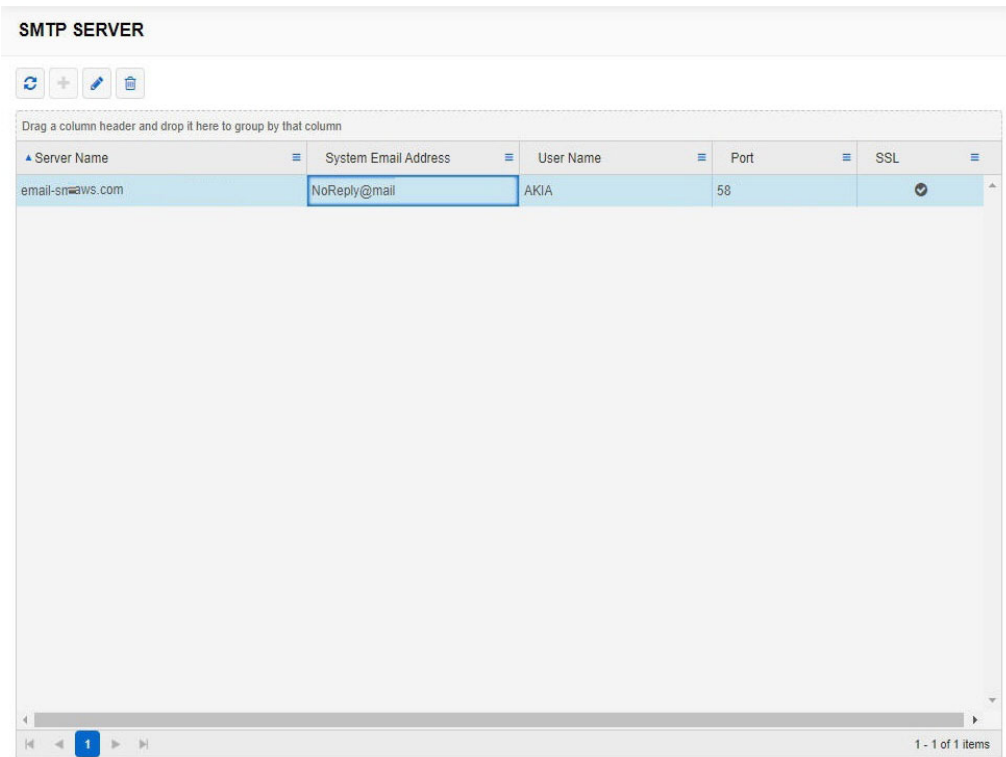 SMTP SERVER
Drag a column header and drop it here to group by that column
Server Name System Email Address User Name Port SSL
NoReply@mail AKIA 58
1 1 - 1 of 1 items